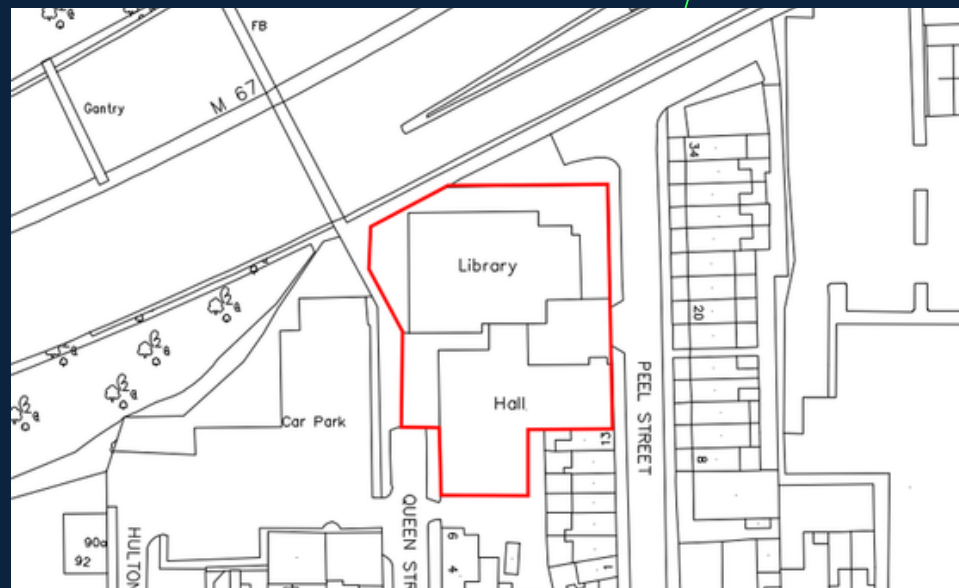 FB
M 67
Gantry
34
Library
20
PEEL STREET
Hall
Car Park
13
8
QUEEN STR
6
90a
92
HULTON
4
1